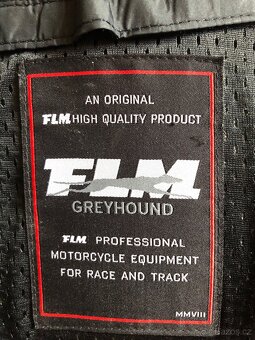 AN ORIGINAL
FLM HIGH QUALITY PRODUCT
FLM
GREYHOUND
FLM PROFESSIONAL
MOTORCYCLE EQUIPMENT
FOR RACE AND TRACK
MMVIII